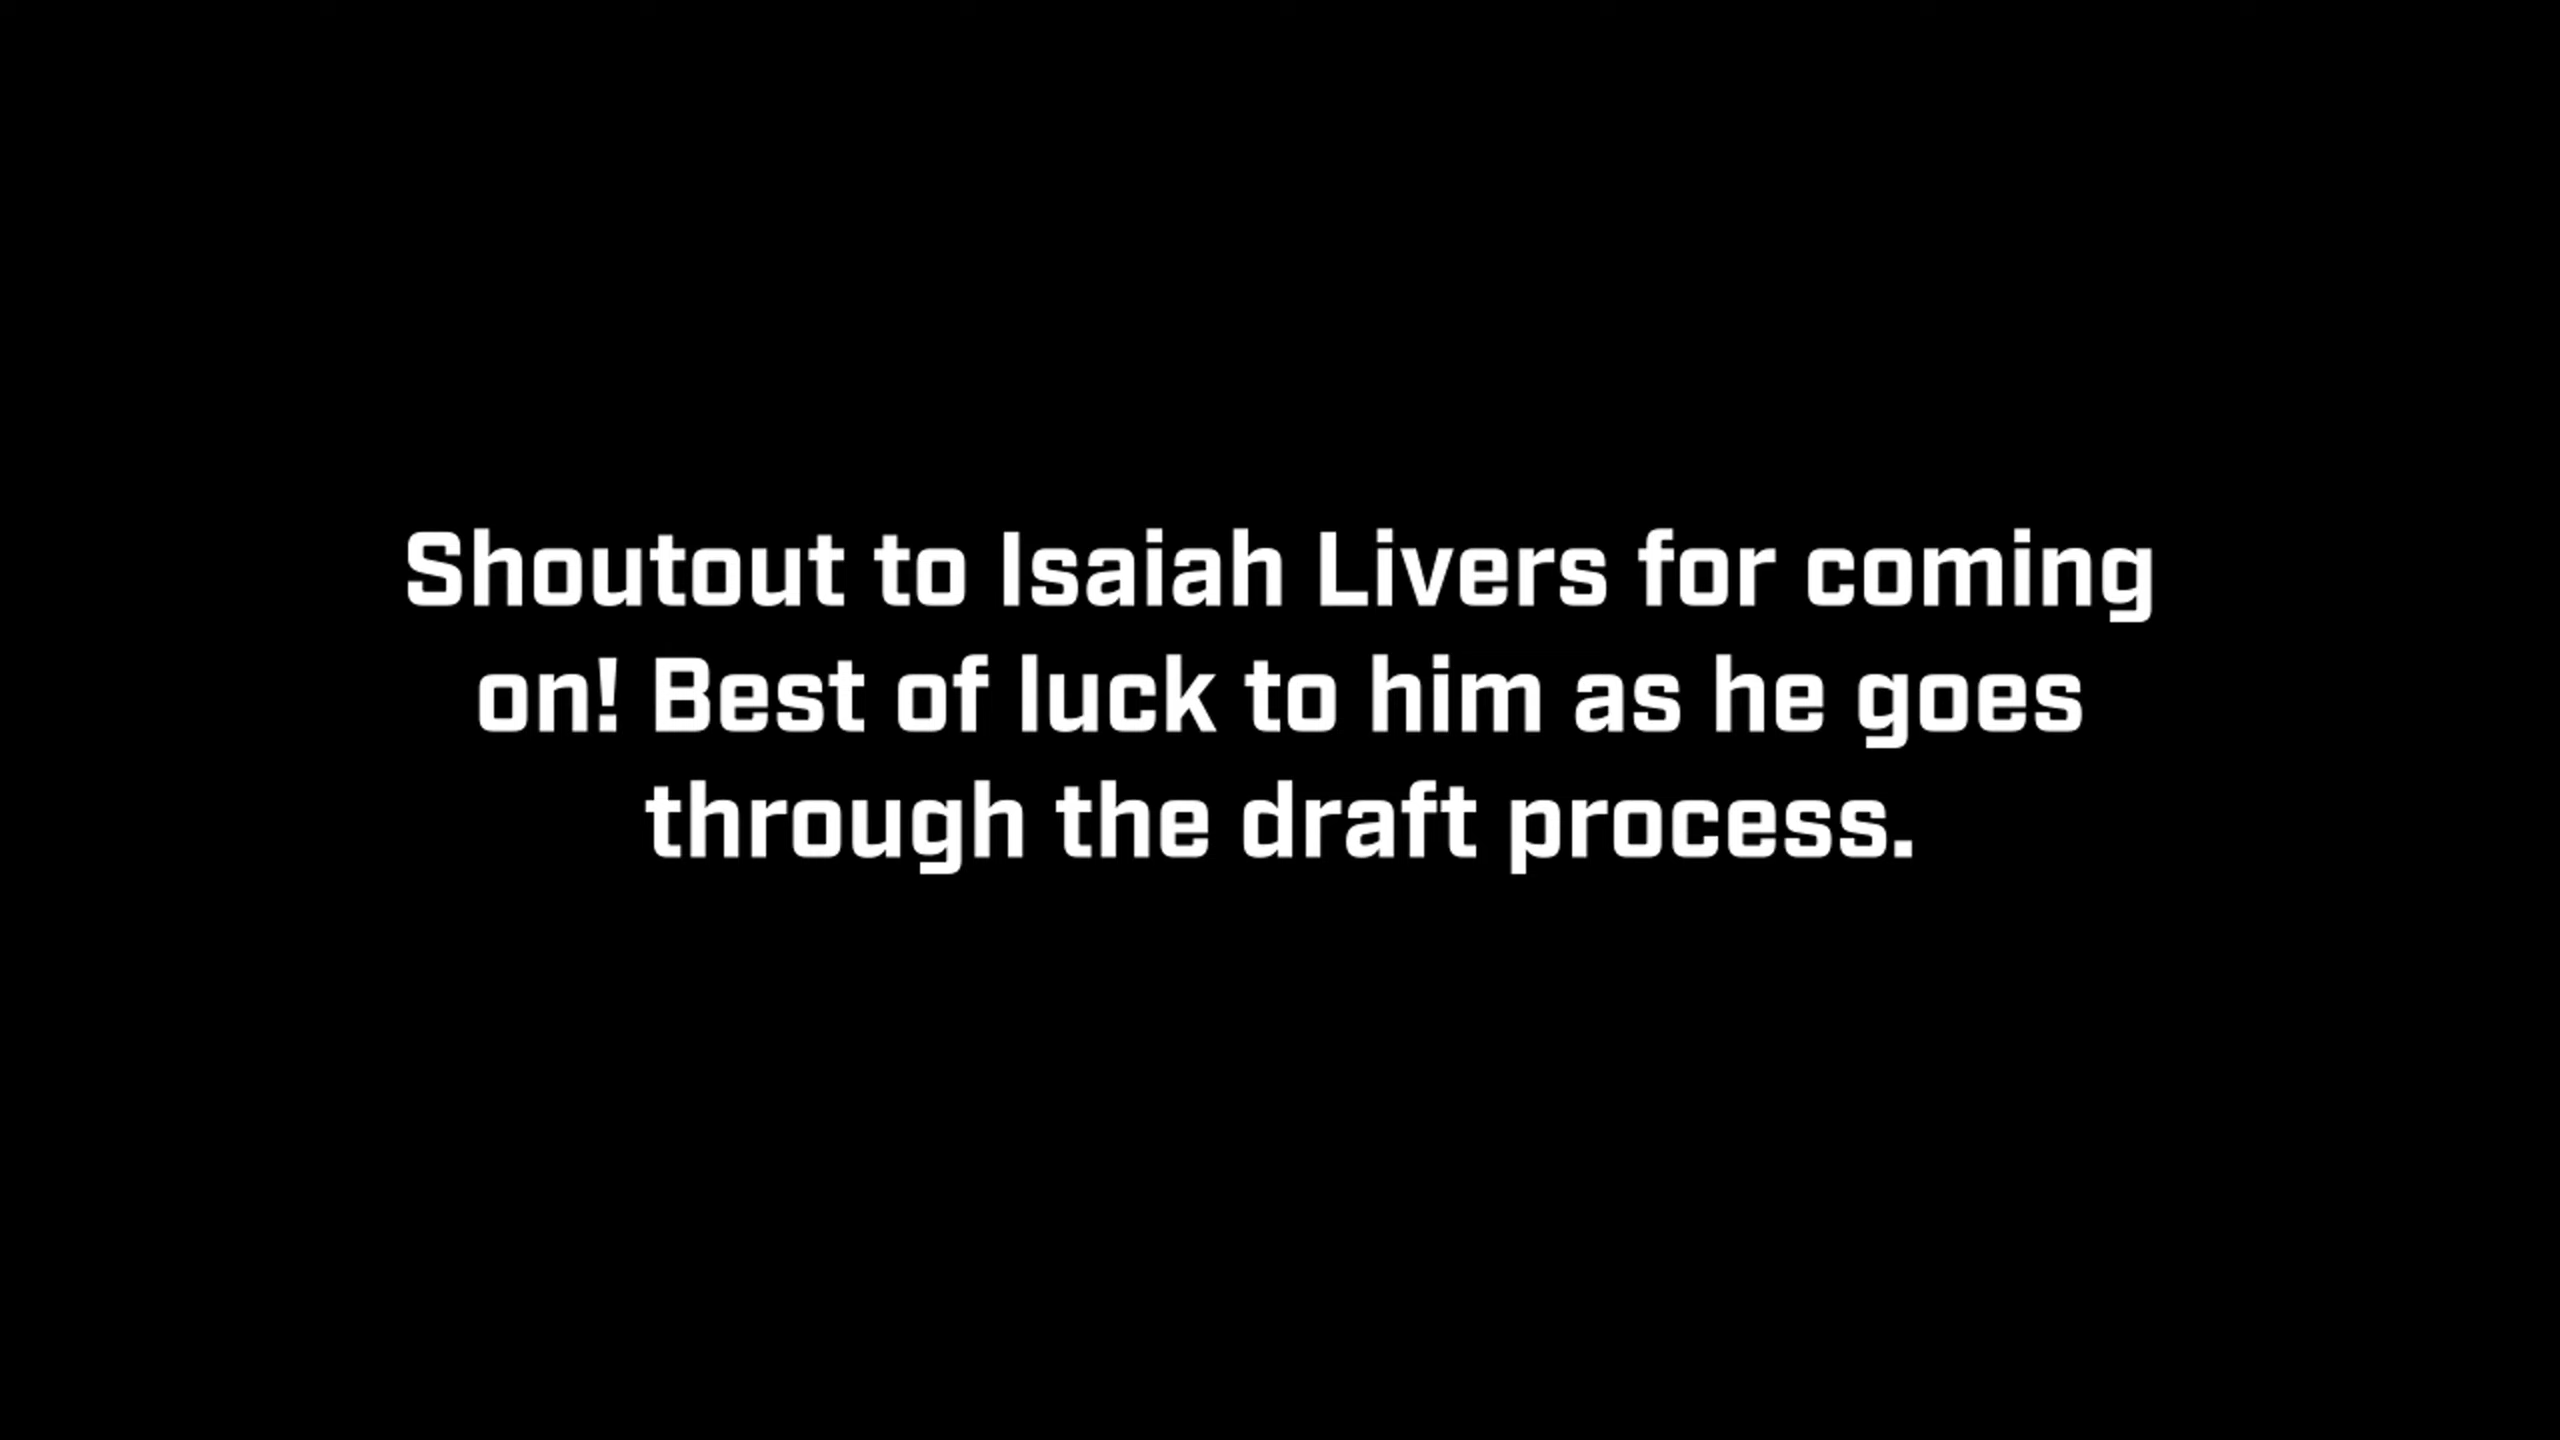 Shoutout to Isaiah Livers for coming
on! Best of luck to him as he goes
through the draft process.